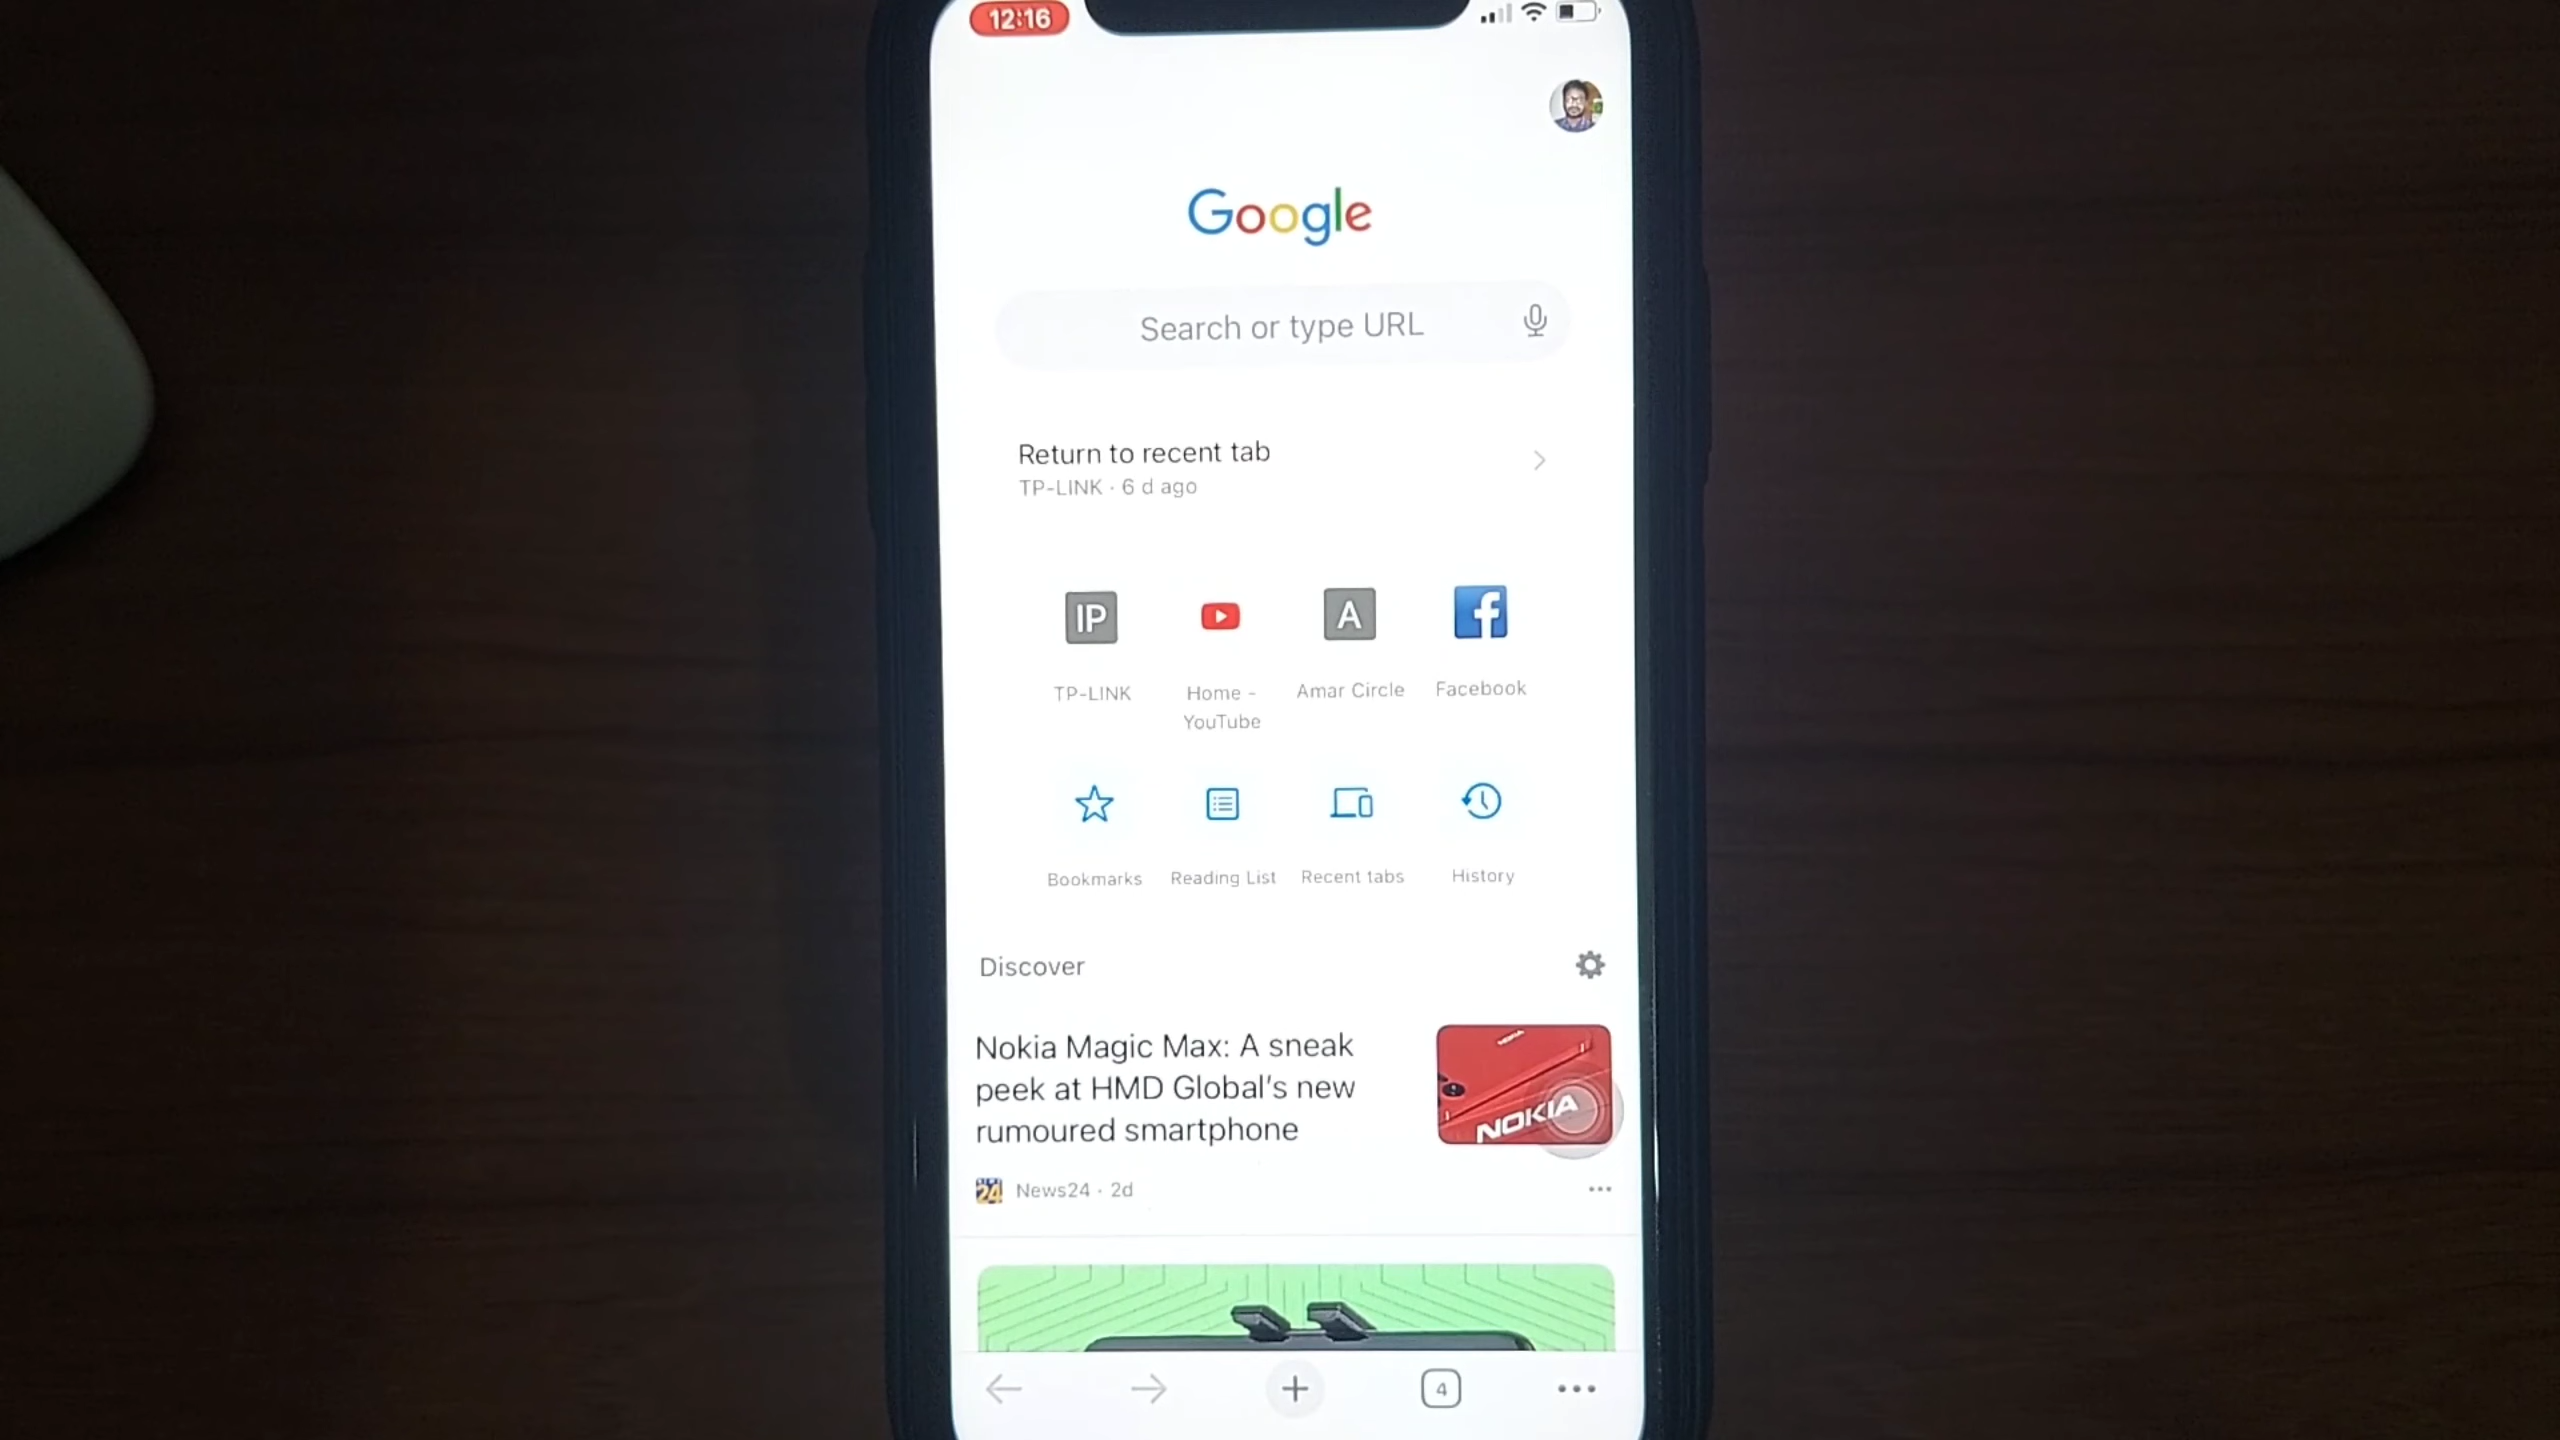 12:16
Google
Search or type URL
Return to recent tab
TP-LINK · 6 d ago
IP
A
TP-LINK
Home -
YouTube
Amar Circle
Facebook
Bookmarks
Reading List
Recent tabs
History
Discover
Nokia Magic Max: A sneak
peek at HMD Global's new
rumoured smartphone
NOKIA
24 News24 · 2d
4